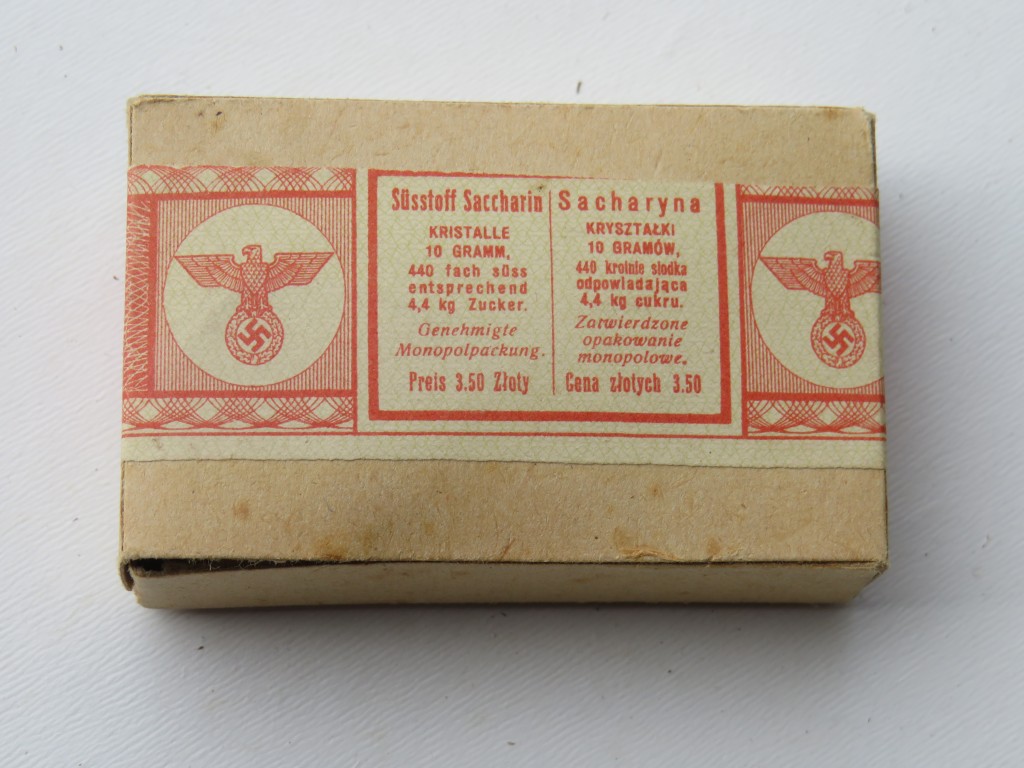 Süsstoff Saccharin
KRISTALLE
10 GRAMM,
440 fach süss
entsprechend
4,4 kg Zucker.
Genehmigte
Monopolpackung.
Preis 3.50 Złoty
Sacharyna
KRYSZTAŁKI
10 GRAMÓW,
440 krotnie słodka
odpowiadająca
4,4 kg cukru.
Zatwierdzone
opakowanie
monopolowe.
Cena złotych 3.50